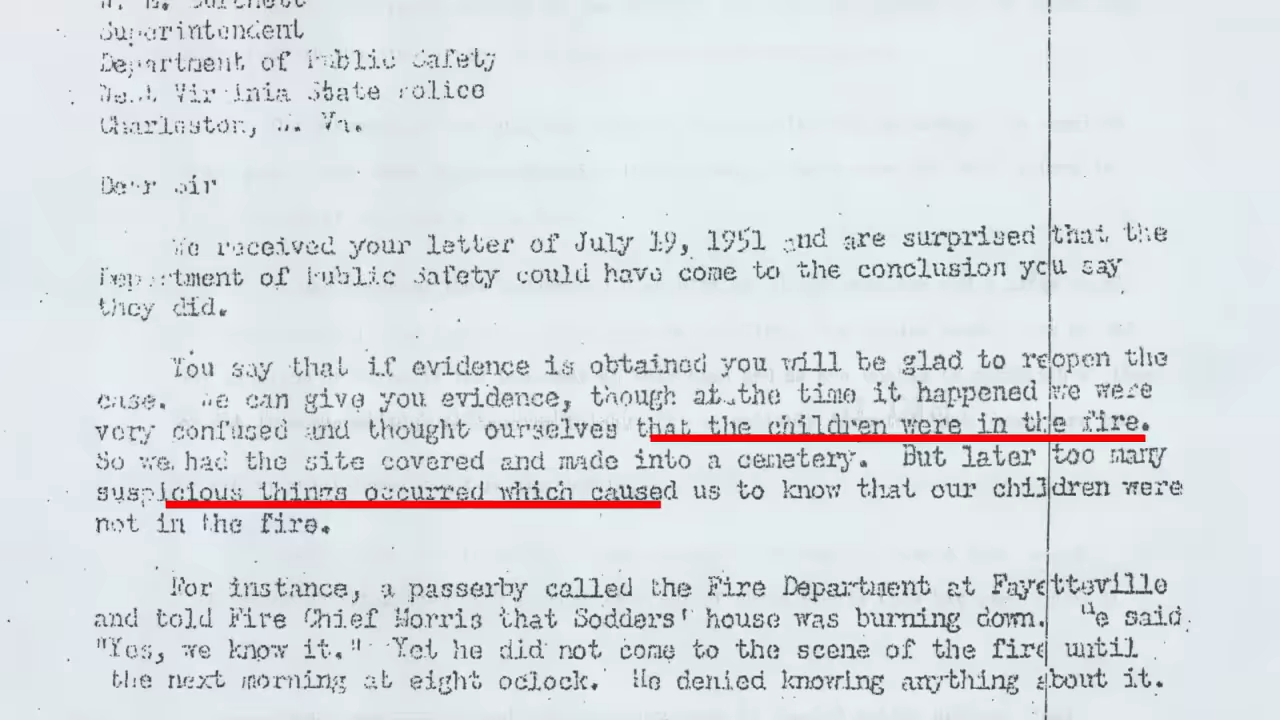 W. E. Burchett
Superintendent
Department of Public Safety
West Virginia State Police
Charleston, W. Va.
Dear Sir
We received your letter of July 19, 1951 and are surprised that the
Department of Public Safety could have come to the conclusion you say
they did.
You say that if evidence is obtained you will be glad to reopen the
case. We can give you evidence, though at the time it happened we were
very confused and thought ourselves that the children were in the fire.
So we had the site covered and made into a cemetery. But later too many
suspicious things occurred which caused us to know that our children were
not in the fire.
For instance, a passerby called the Fire Department at Fayetteville
and told Fire Chief Morris that Sodders' house was burning down. He said
"Yes, we know it." Yet he did not come to the scene of the fire until
the next morning at eight oclock. He denied knowing anything about it.